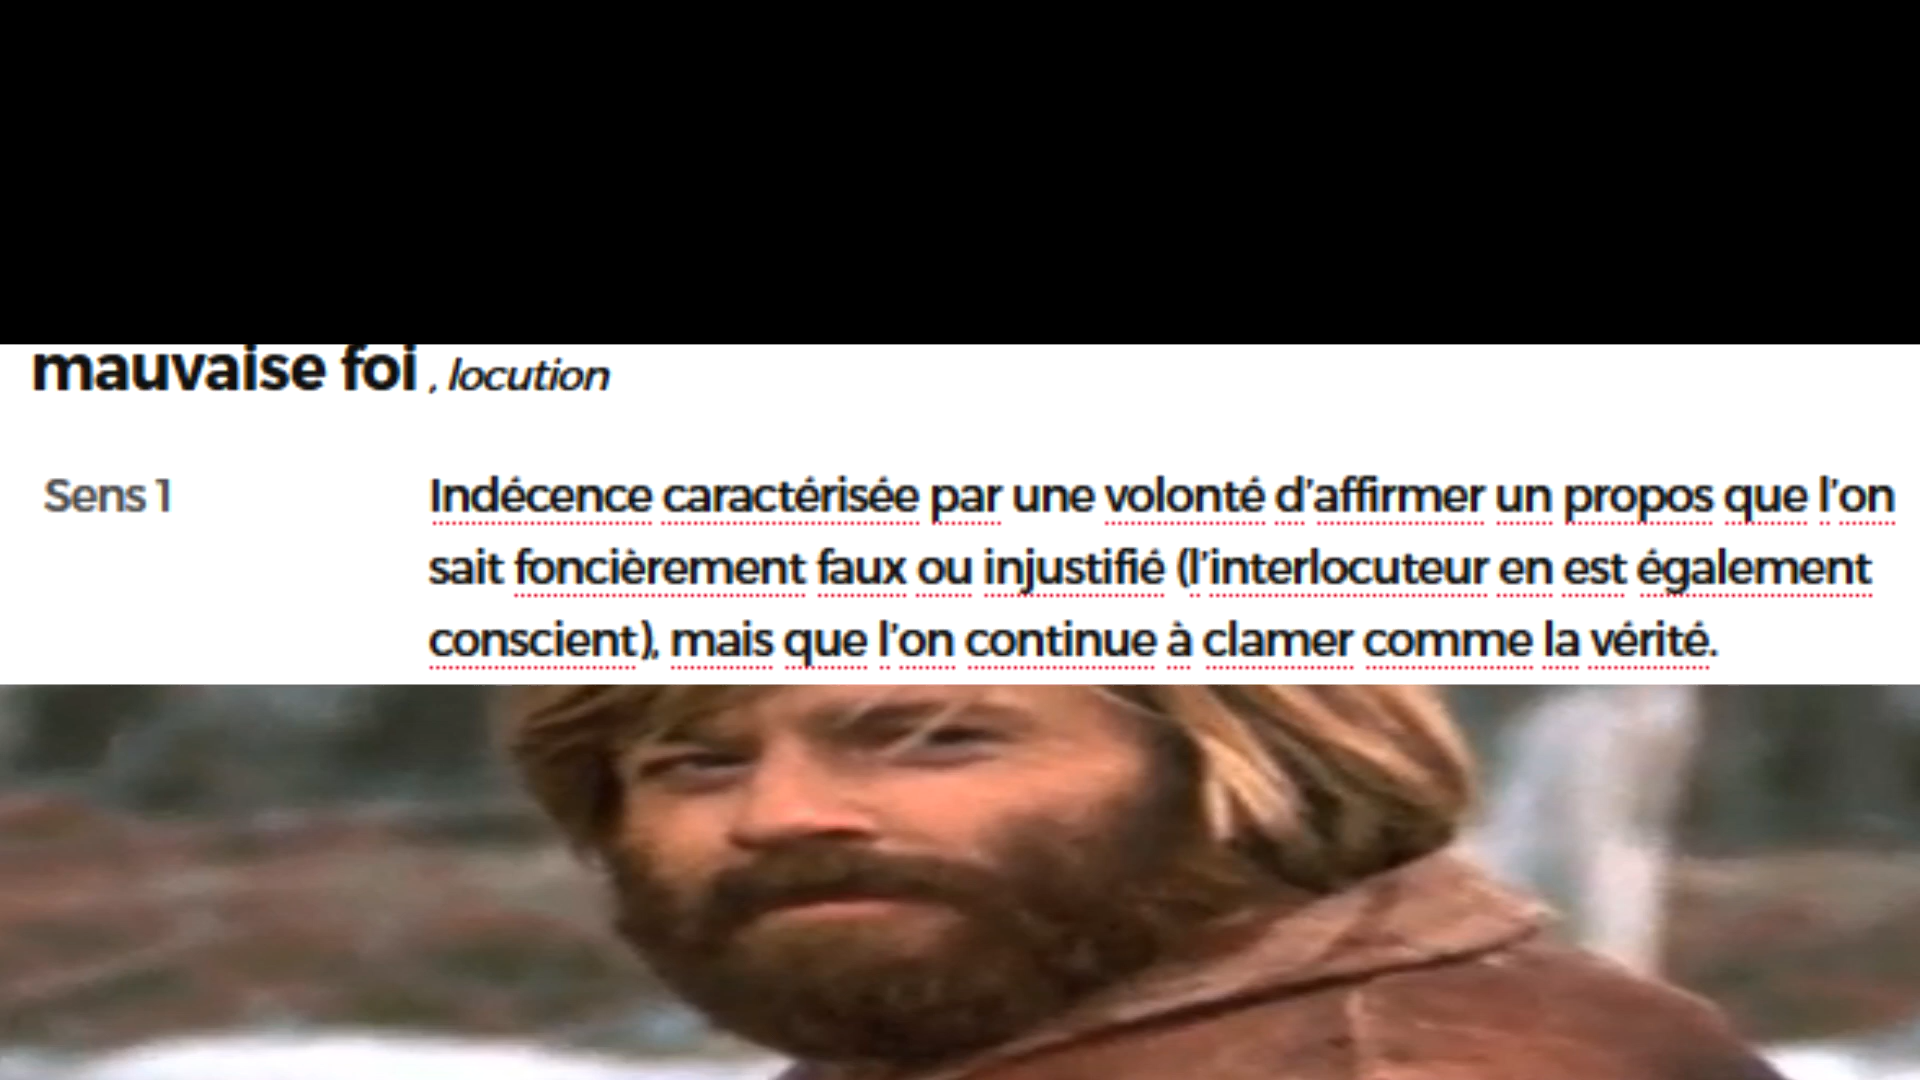 mauvaise foi , locution
Sens 1
Indécence caractérisée par une volonté d'affirmer un propos que l'on
sait foncièrement faux ou injustifié (l'interlocuteur en est également
conscient), mais que l'on continue à clamer comme la vérité.